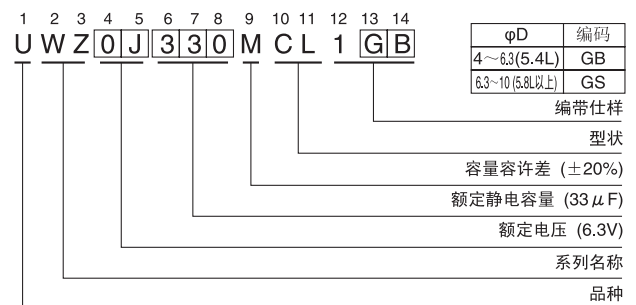 1 2 3 4 5 6 7 8 9 10 11 12 13 14
U W Z 0 J 3 3 0 M C L 1 G B
φD 编码
4～6.3(5.4L) GB
6.3~10 (5.8L以上) GS
编带仕样
型状
容量容许差 (±20%)
额定静电容量 (33μF)
额定电压 (6.3V)
系列名称
品种